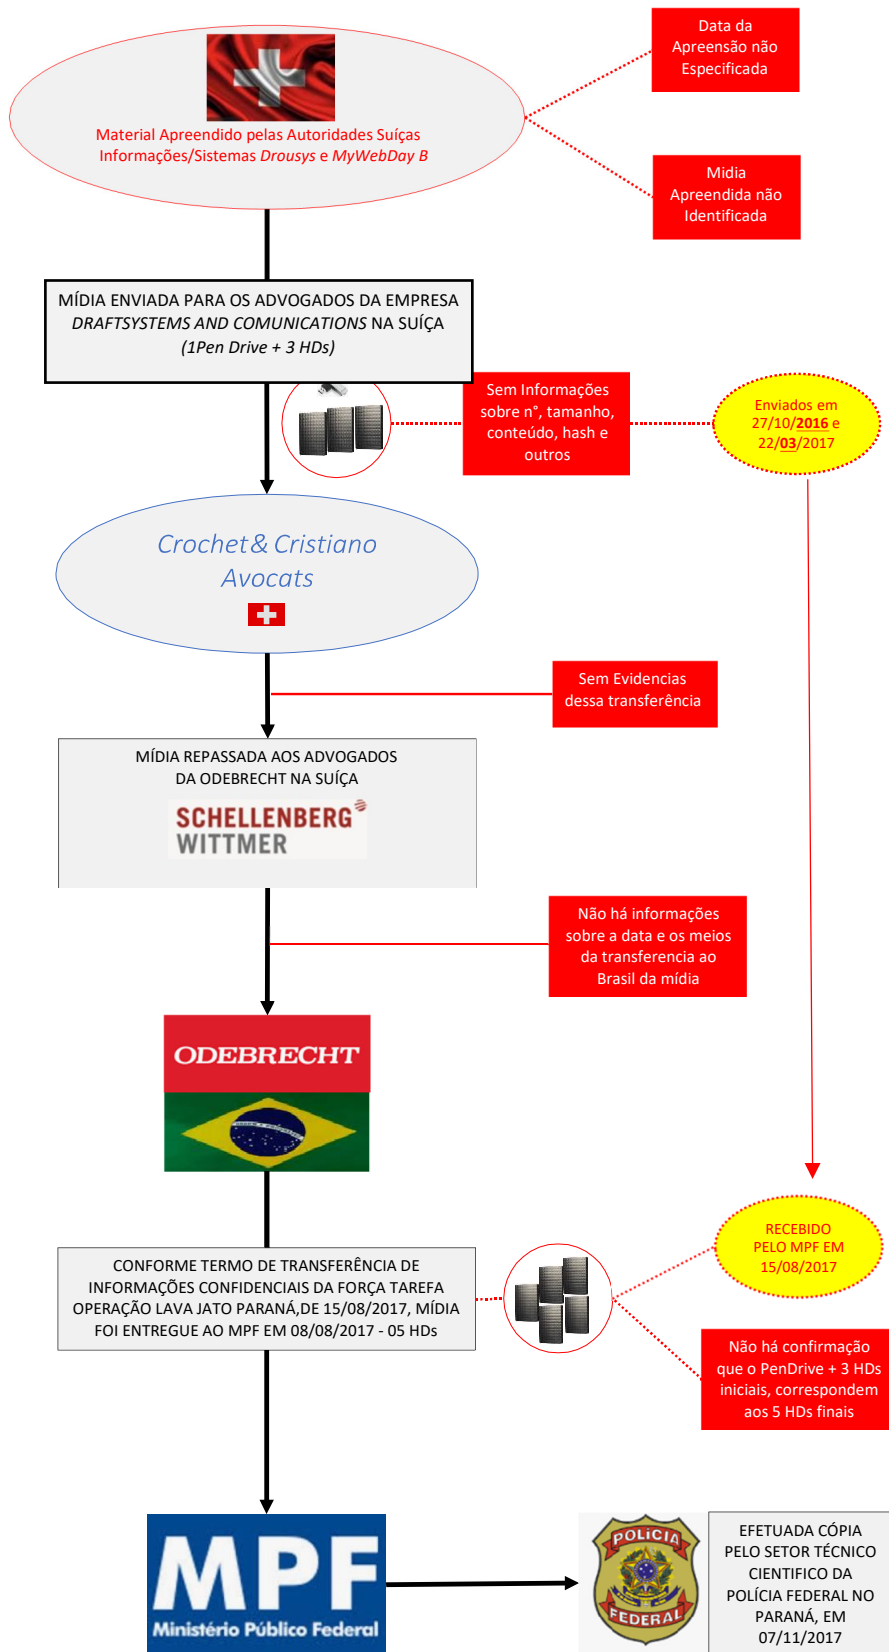 Data da
Apreensão não
Especificada
Material Apreendido pelas Autoridades Suíças
Informações/Sistemas Drousys e MyWebDay B
Midia
Apreendida não
Identificada
MÍDIA ENVIADA PARA OS ADVOGADOS DA EMPRESA
DRAFTSYSTEMS AND COMUNICATIONS NA SUÍÇA
(1Pen Drive + 3 HDs)
Sem Informações
sobre n°, tamanho,
conteúdo, hash e
outros
Enviados em
27/10/2016 e
22/03/2017
Crochet& Cristiano
Avocats
Sem Evidencias
dessa transferência
MÍDIA REPASSADA AOS ADVOGADOS
DA ODEBRECHT NA SUÍÇA
SCHELLENBERG
WITTMER
Não há informações
sobre a data e os meios
da transferencia ao
Brasil da mídia
ODEBRECHT
RECEBIDO
PELO MPF EM
15/08/2017
CONFORME TERMO DE TRANSFERÊNCIA DE
INFORMAÇÕES CONFIDENCIAIS DA FORÇA TAREFA
OPERAÇÃO LAVA JATO PARANÁ,DE 15/08/2017, MÍDIA
FOI ENTREGUE AO MPF EM 08/08/2017 - 05 HDs
Não há confirmação
que o PenDrive + 3 HDs
iniciais, correspondem
aos 5 HDs finais
MPF
Ministério Público Federal
POLÍCIA
FEDERAL
EFETUADA CÓPIA
PELO SETOR TÉCNICO
CIENTIFICO DA
POLÍCIA FEDERAL NO
PARANÁ, EM
07/11/2017